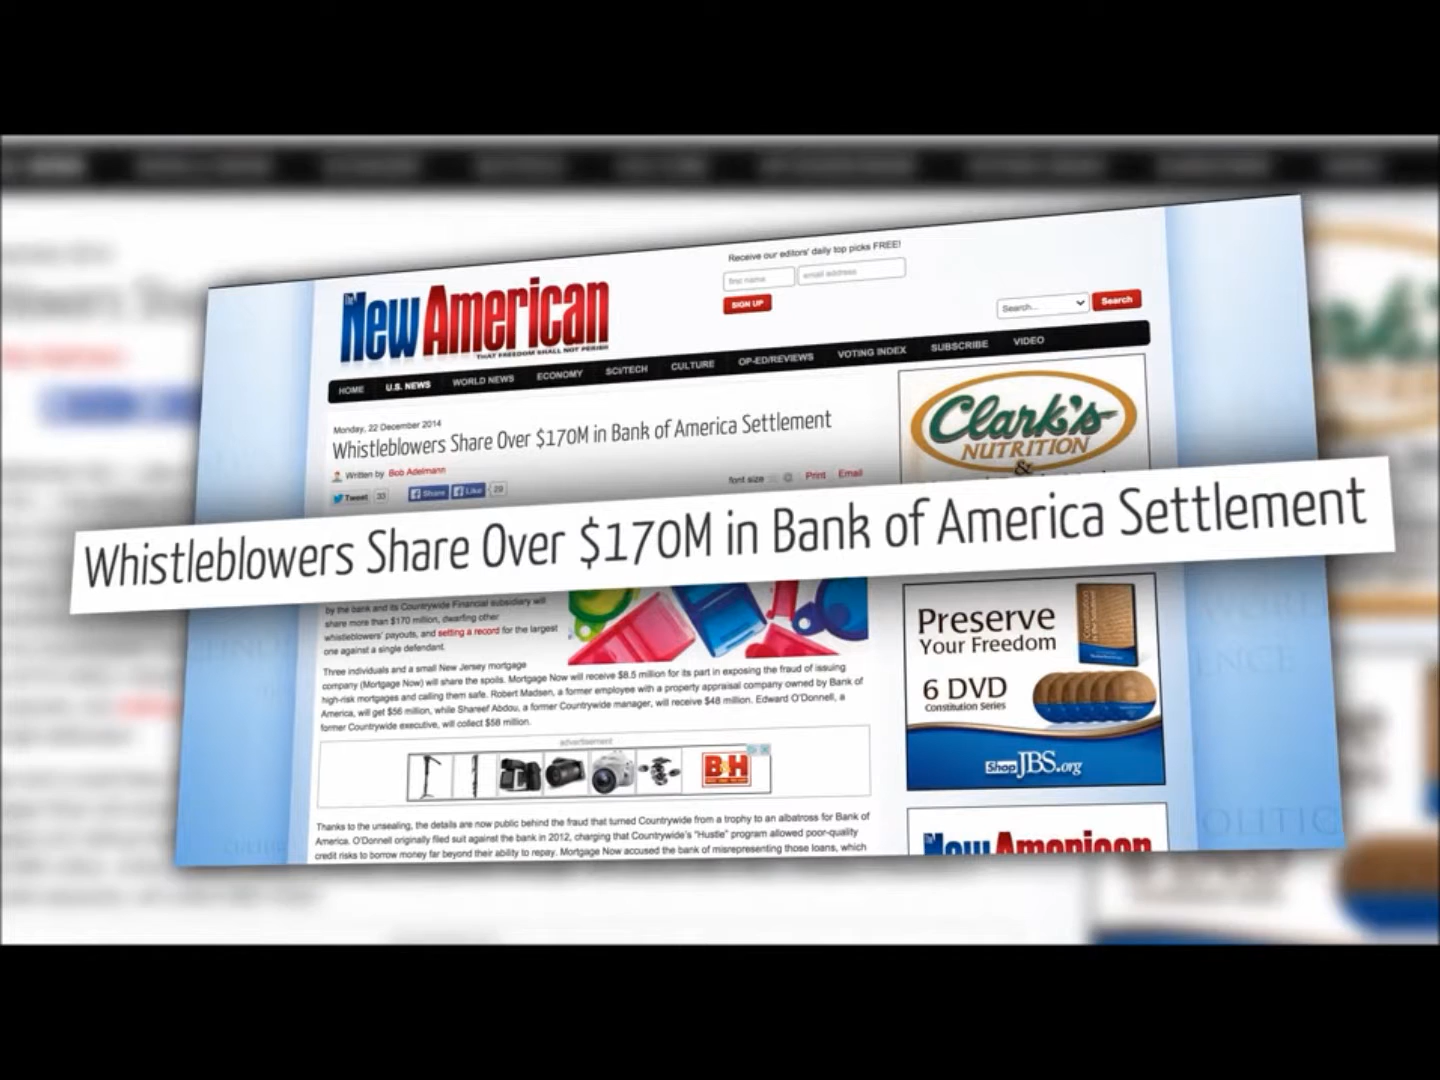 Receive our editors' daily top picks FREE!
first name
email address
SIGN UP
The New American
THAT FREEDOM SHALL NOT PERISH
Search...
Search
HOME U.S. NEWS WORLD NEWS ECONOMY SCI/TECH CULTURE OP-ED/REVIEWS VOTING INDEX SUBSCRIBE VIDEO
Monday, 22 December 2014
Whistleblowers Share Over $170M in Bank of America Settlement
Written by Bob Adelmann
font size Print Email
Tweet 33 Share Like 29
Clark's
NUTRITION
&
Whistleblowers Share Over $170M in Bank of America Settlement
by the bank and its Countrywide Financial subsidiary will
share more than $170 million, dwarfing other
whistleblowers' payouts, and setting a record for the largest
one against a single defendant.
Three individuals and a small New Jersey mortgage
company (Mortgage Now) will share the spoils. Mortgage Now will receive $8.5 million for its part in exposing the fraud of issuing
high-risk mortgages and calling them safe. Robert Madsen, a former employee with a property appraisal company owned by Bank of
America, will get $56 million, while Shareef Abdou, a former Countrywide manager, will receive $48 million. Edward O'Donnell, a
former Countrywide executive, will collect $58 million.
advertisement
B&H
Thanks to the unsealing, the details are now public behind the fraud that turned Countrywide from a trophy to an albatross for Bank of
America. O'Donnell originally filed suit against the bank in 2012, charging that Countrywide's "Hustle" program allowed poor-quality
credit risks to borrow money far beyond their ability to repay. Mortgage Now accused the bank of misrepresenting those loans, which
Preserve
Your Freedom
6 DVD
Constitution Series
ShopJBS.org
The New American